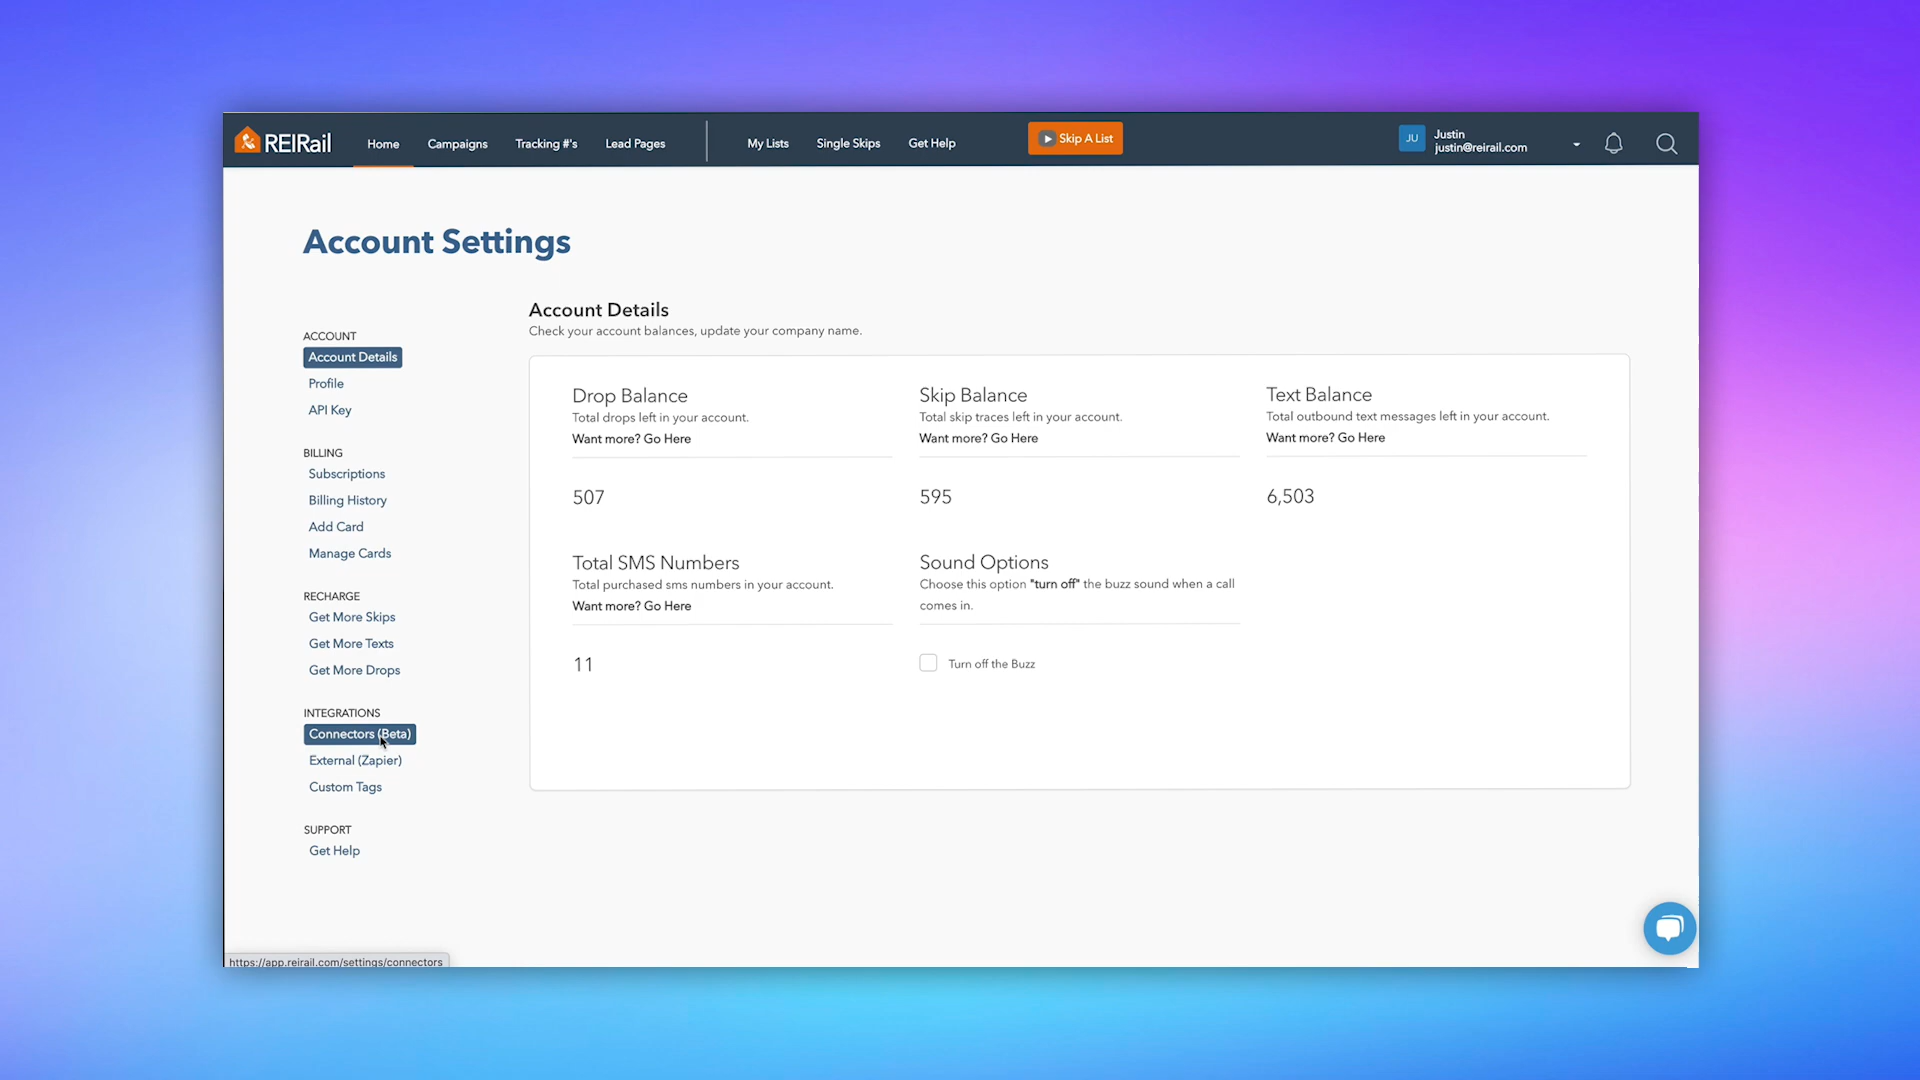 REIRail
Home
Campaigns
Tracking #'s
Lead Pages
My Lists
Single Skips
Get Help
Skip A List
JU
Justin
justin@reirail.com
Account Settings
ACCOUNT
Account Details
Profile
API Key
BILLING
Subscriptions
Billing History
Add Card
Manage Cards
RECHARGE
Get More Skips
Get More Texts
Get More Drops
INTEGRATIONS
Connectors (Beta)
External (Zapier)
Custom Tags
SUPPORT
Get Help
Account Details
Check your account balances, update your company name.
Drop Balance
Total drops left in your account.
Want more? Go Here
507
Skip Balance
Total skip traces left in your account.
Want more? Go Here
595
Text Balance
Total outbound text messages left in your account.
Want more? Go Here
6,503
Total SMS Numbers
Total purchased sms numbers in your account.
Want more? Go Here
11
Sound Options
Choose this option "turn off" the buzz sound when a call
comes in.
Turn off the Buzz
https://app.reirail.com/settings/connectors